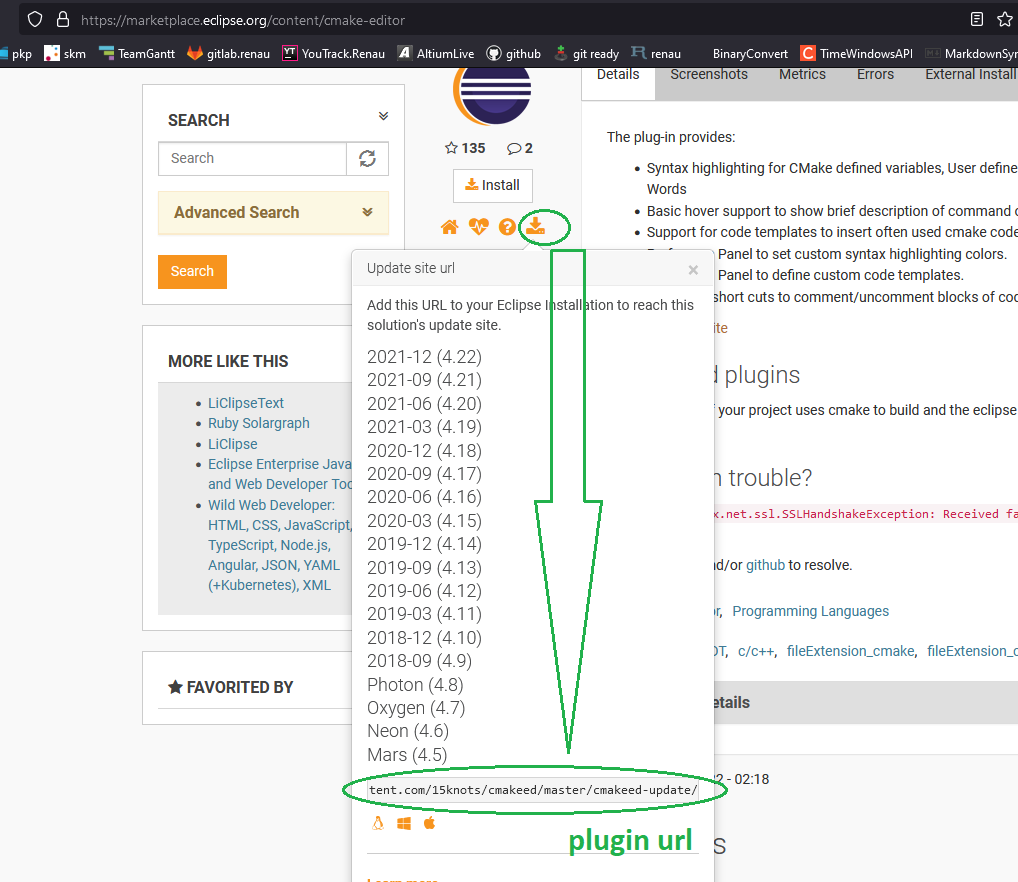 https://marketplace.eclipse.org/content/cmake-editor
pkp skm TeamGantt gitlab.renau YouTrack.Renau AltiumLive github git ready renau BinaryConvert TimeWindowsAPI MarkdownSyn
SEARCH
Search
Advanced Search
Search
MORE LIKE THIS
LiClipseText
Ruby Solargraph
LiClipse
Eclipse Enterprise Java
and Web Developer Too
Wild Web Developer:
HTML, CSS, JavaScript,
TypeScript, Node.js,
Angular, JSON, YAML
(+Kubernetes), XML
FAVORITED BY
135 2
Install
Update site url ×
Add this URL to your Eclipse Installation to reach this
solution's update site.
2021-12 (4.22)
2021-09 (4.21)
2021-06 (4.20)
2021-03 (4.19)
2020-12 (4.18)
2020-09 (4.17)
2020-06 (4.16)
2020-03 (4.15)
2019-12 (4.14)
2019-09 (4.13)
2019-06 (4.12)
2019-03 (4.11)
2018-12 (4.10)
2018-09 (4.9)
Photon (4.8)
Oxygen (4.7)
Neon (4.6)
Mars (4.5)
tent.com/15knots/cmakeed/master/cmakeed-update/
plugin url
Details Screenshots Metrics Errors External Install
The plug-in provides:
Syntax highlighting for CMake defined variables, User define
Words
Basic hover support to show brief description of command o
Support for code templates to insert often used cmake code
Panel to set custom syntax highlighting colors.
Panel to define custom code templates.
short cuts to comment/uncomment blocks of cod
ite
d plugins
f your project uses cmake to build and the eclipse
n trouble?
x.net.ssl.SSLHandshakeException: Received fa
nd/or github to resolve.
or, Programming Languages
DT, c/c++, fileExtension_cmake, fileExtension_c
etails
2 - 02:18
s